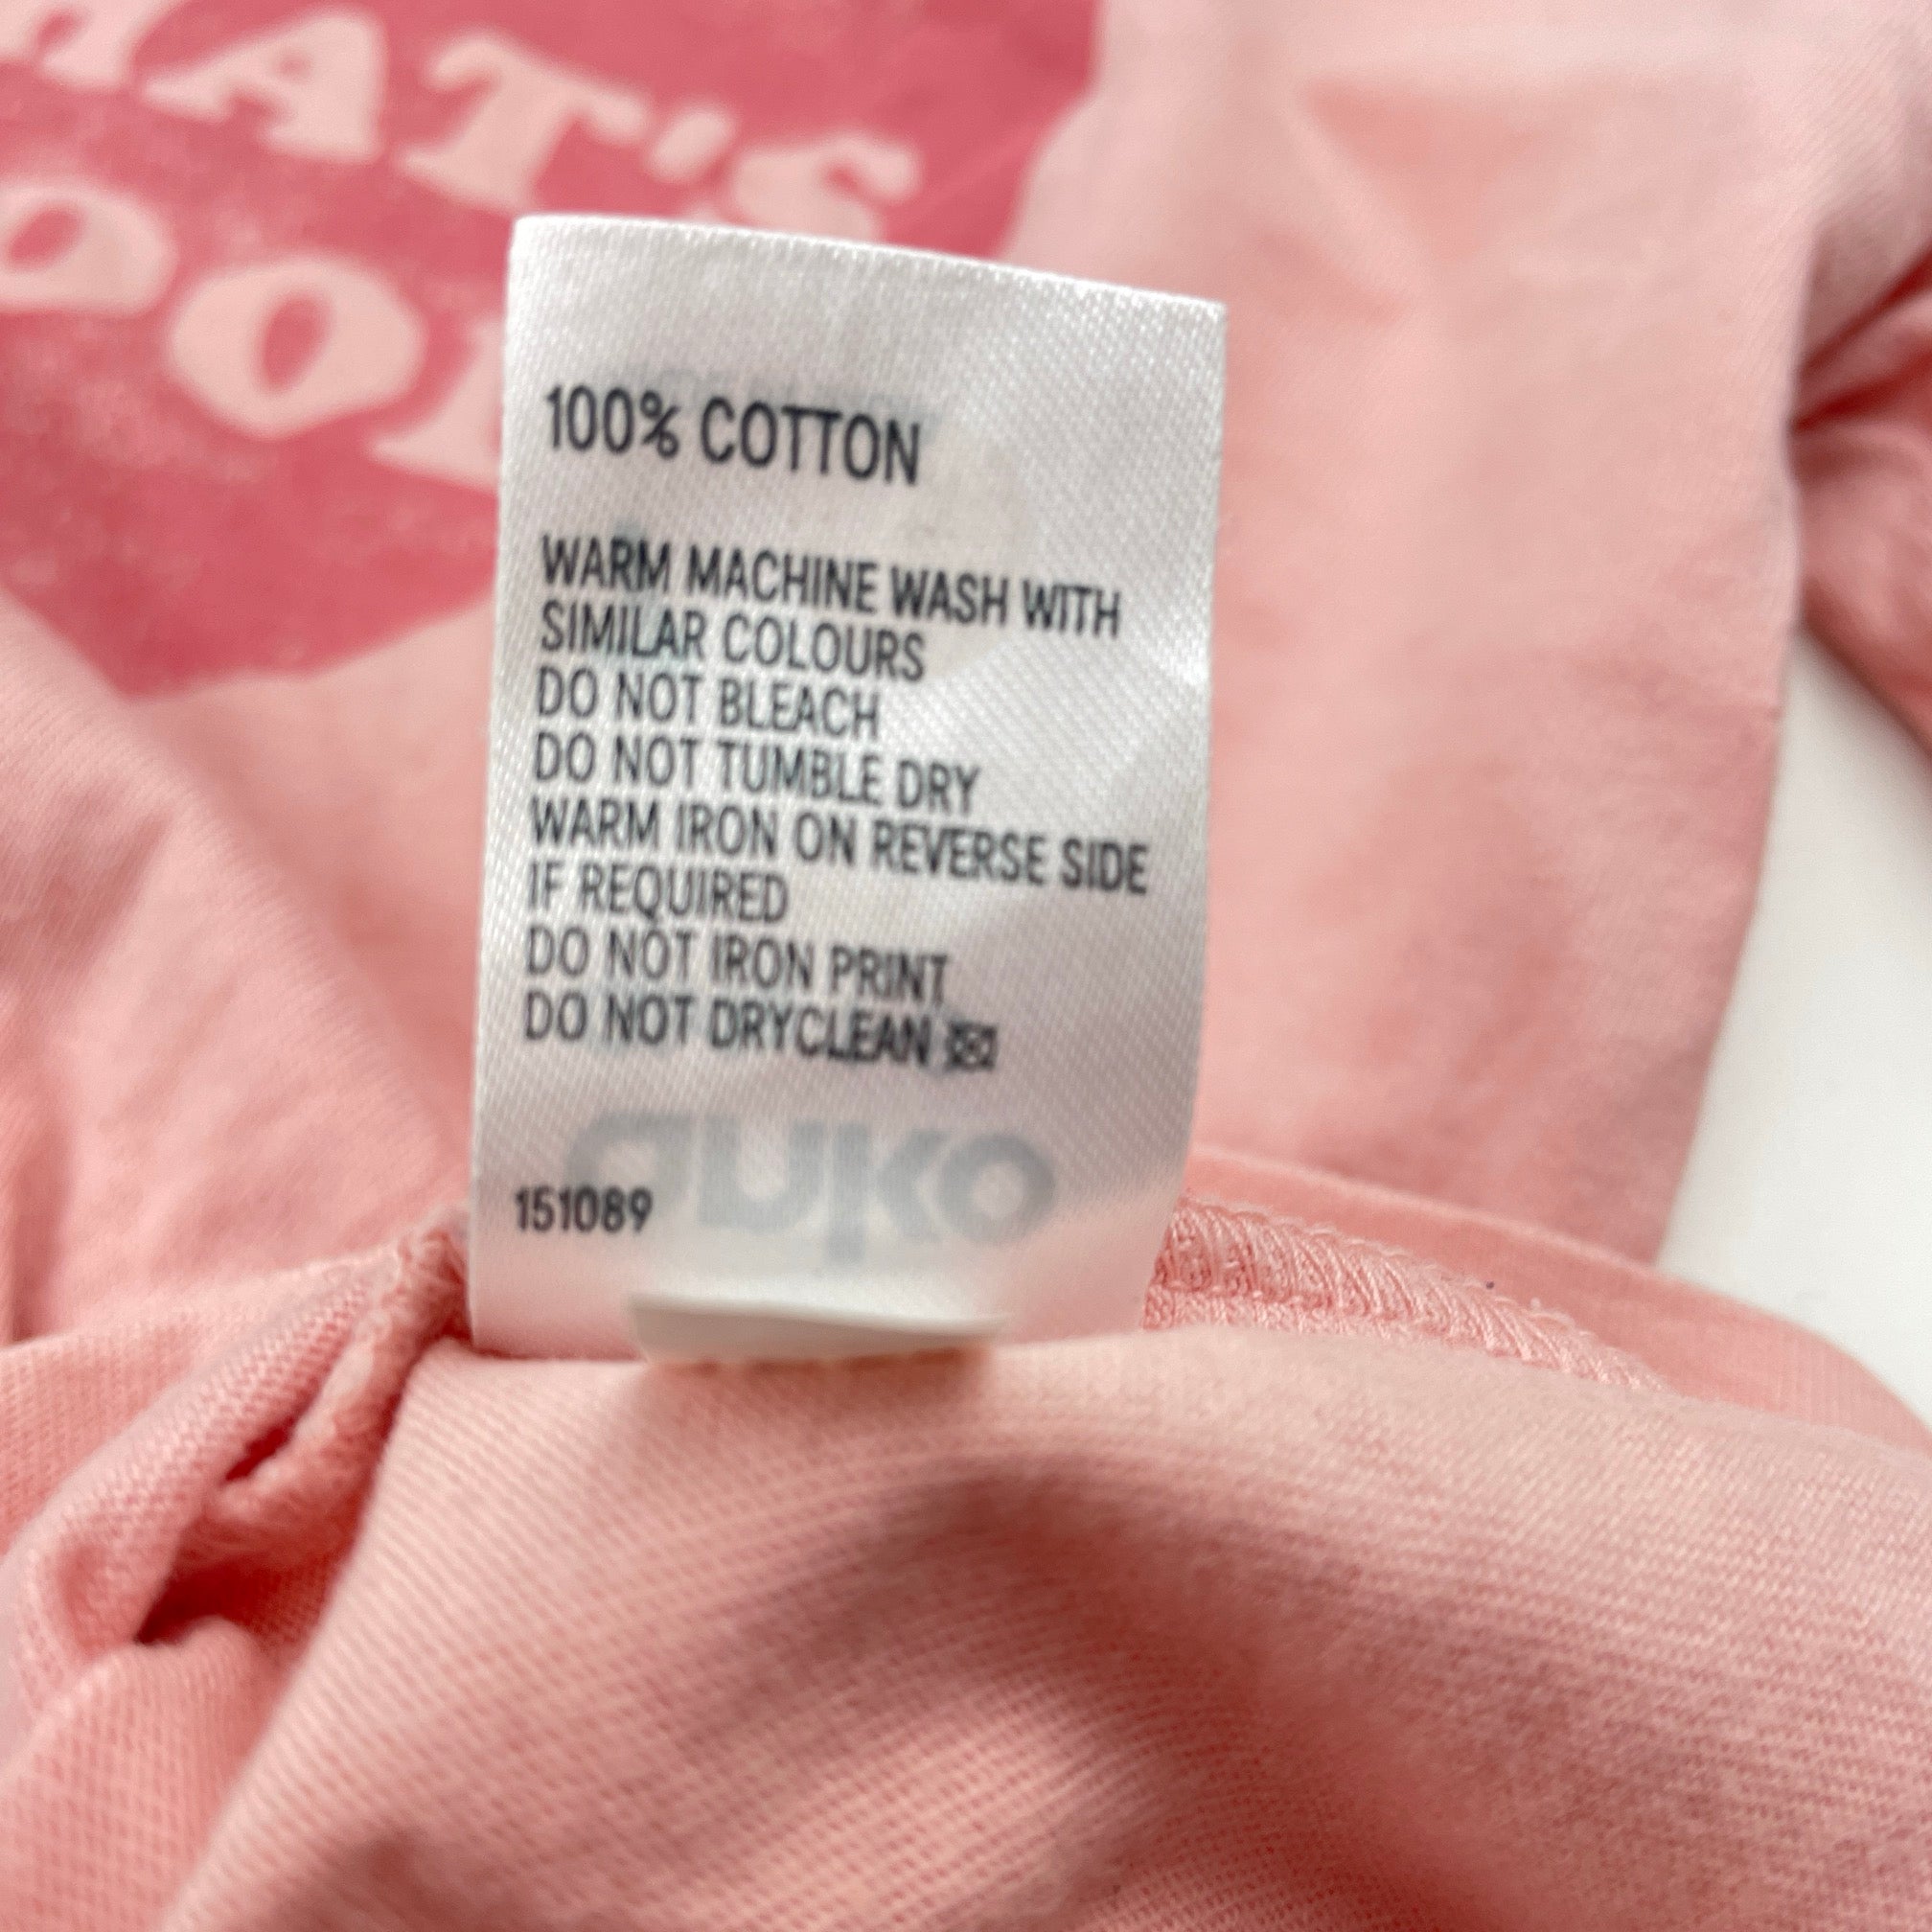 HAT'S
100% COTTON
WARM MACHINE WASH WITH
SIMILAR COLOURS
DO NOT BLEACH
DO NOT TUMBLE DRY
WARM IRON ON REVERSE SIDE
IF REQUIRED
DO NOT IRON PRINT
DO NOT DRYCLEAN
151089